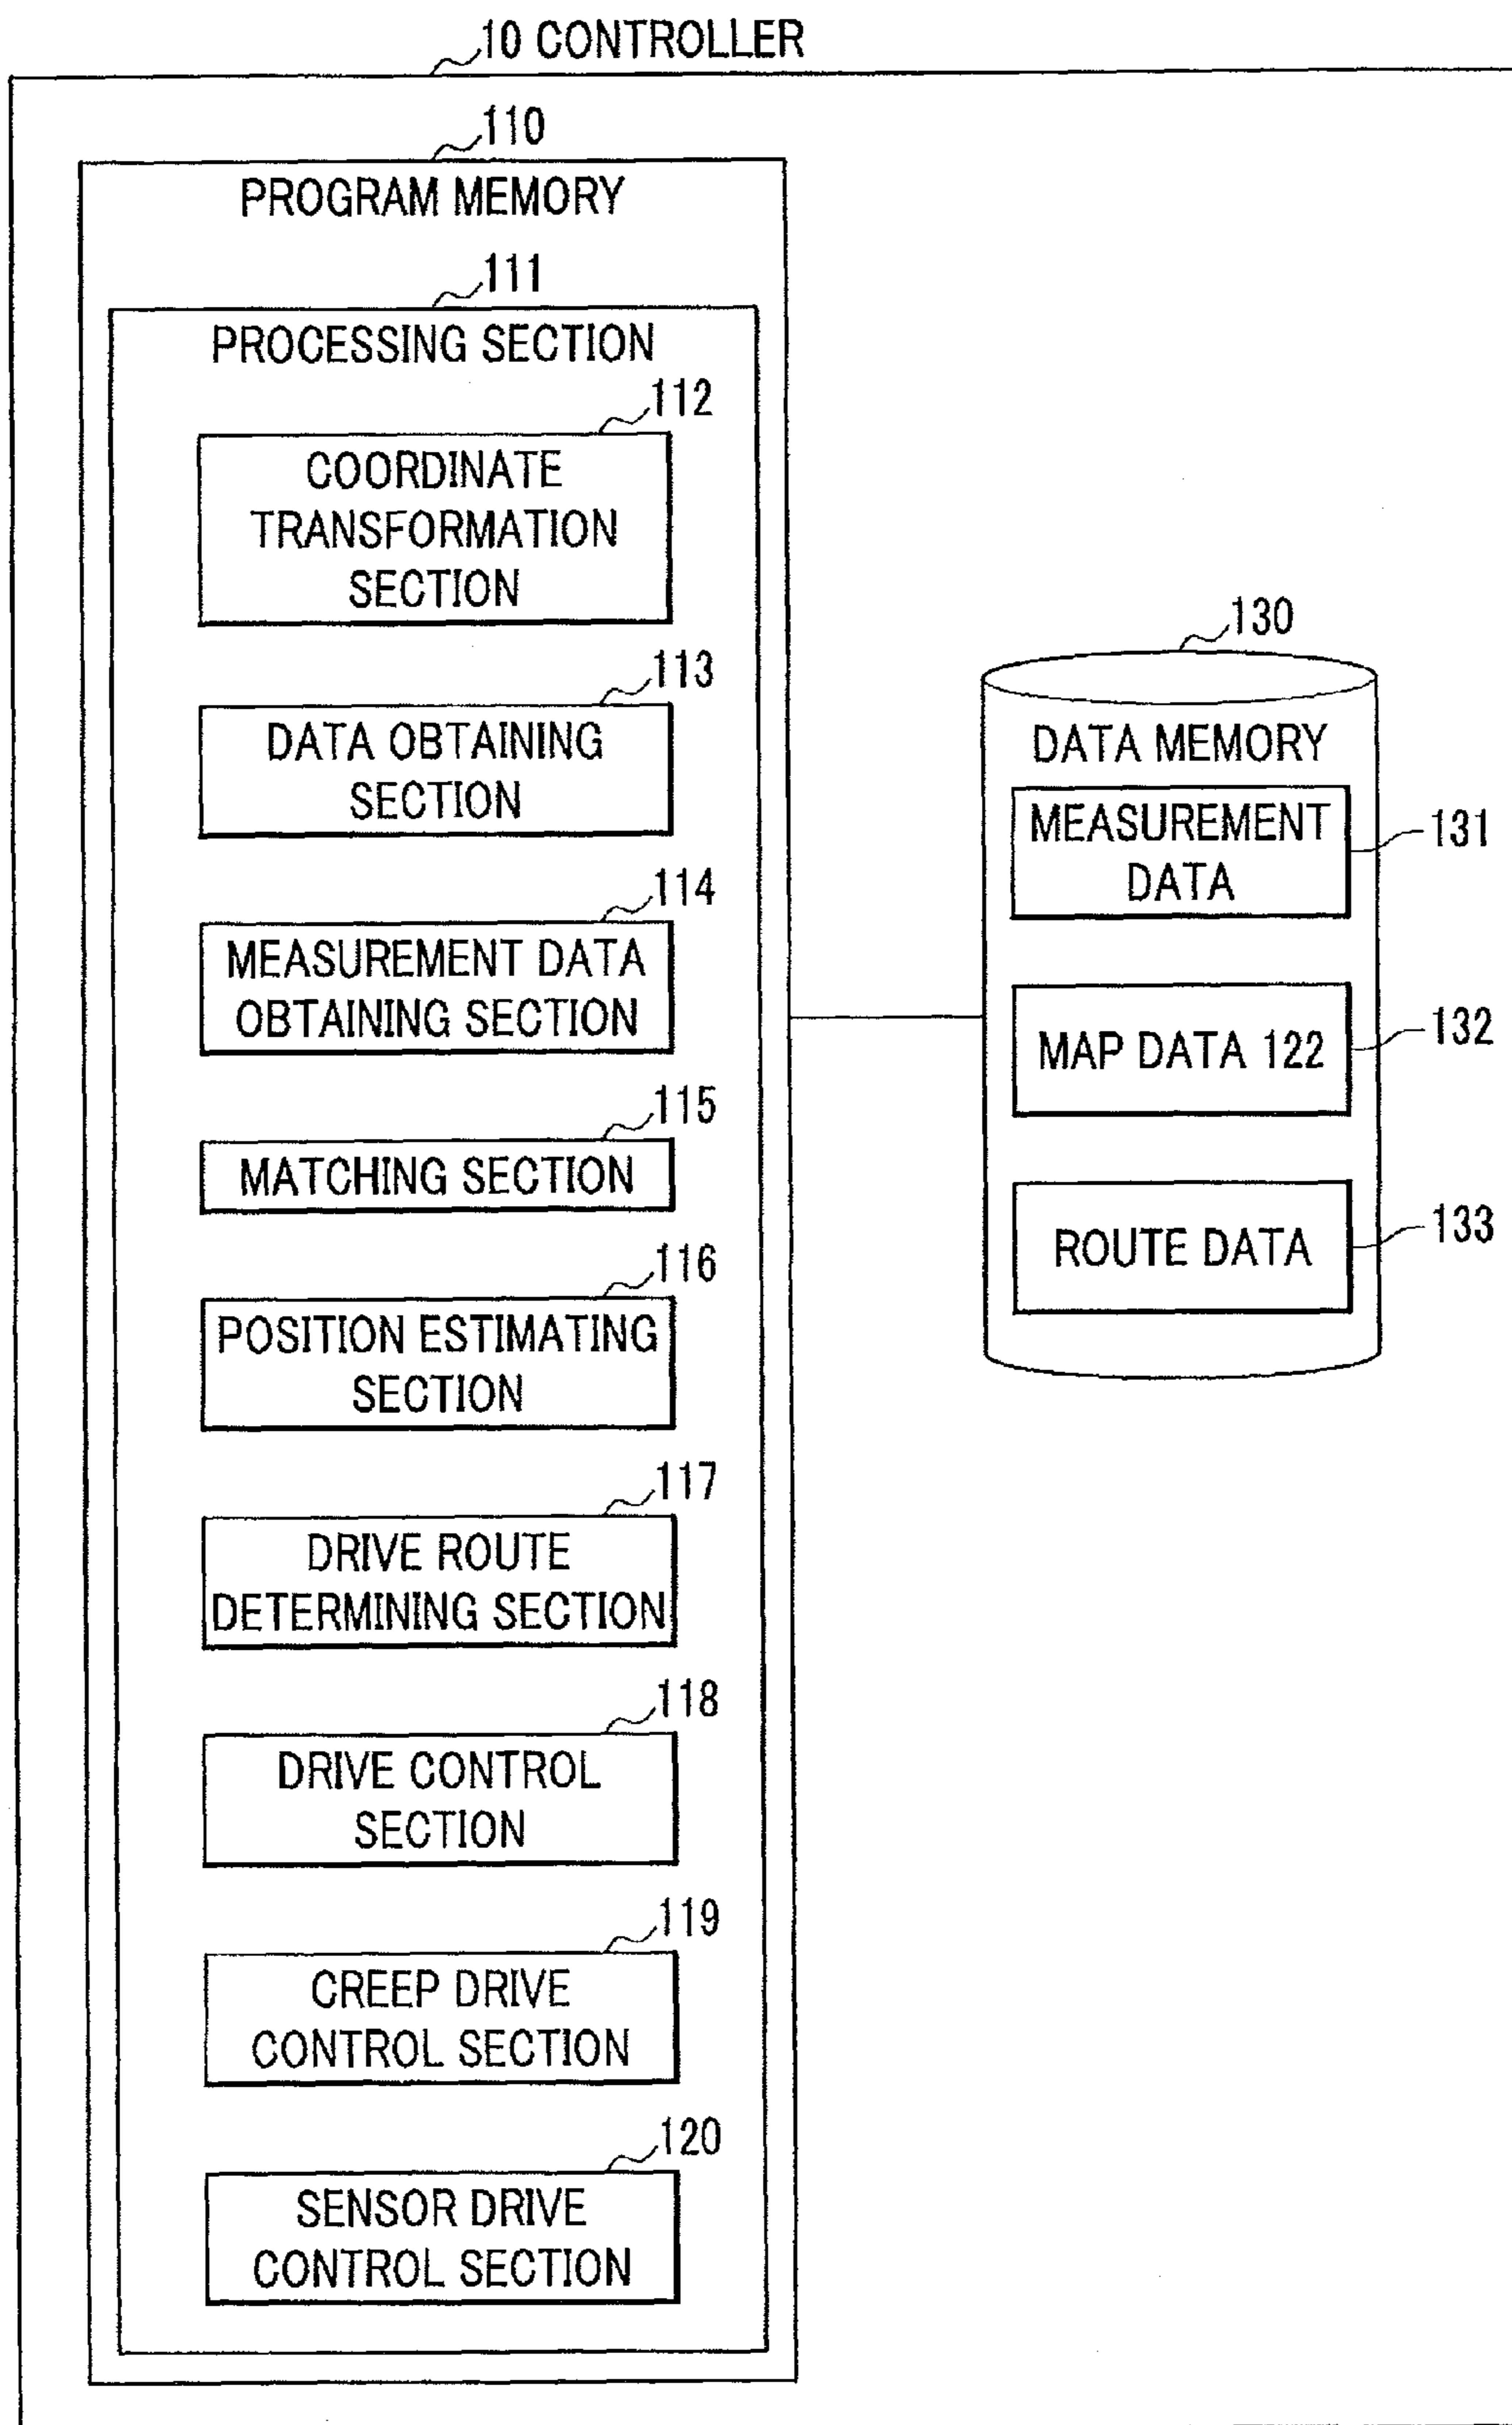 10 CONTROLLER
110
PROGRAM MEMORY
111
PROCESSING SECTION
112
COORDINATE
TRANSFORMATION
SECTION
113
DATA OBTAINING
SECTION
114
MEASUREMENT DATA
OBTAINING SECTION
115
MATCHING SECTION
116
POSITION ESTIMATING
SECTION
117
DRIVE ROUTE
DETERMINING SECTION
118
DRIVE CONTROL
SECTION
119
CREEP DRIVE
CONTROL SECTION
120
SENSOR DRIVE
CONTROL SECTION
130
DATA MEMORY
MEASUREMENT
DATA
131
MAP DATA 122
132
ROUTE DATA
133